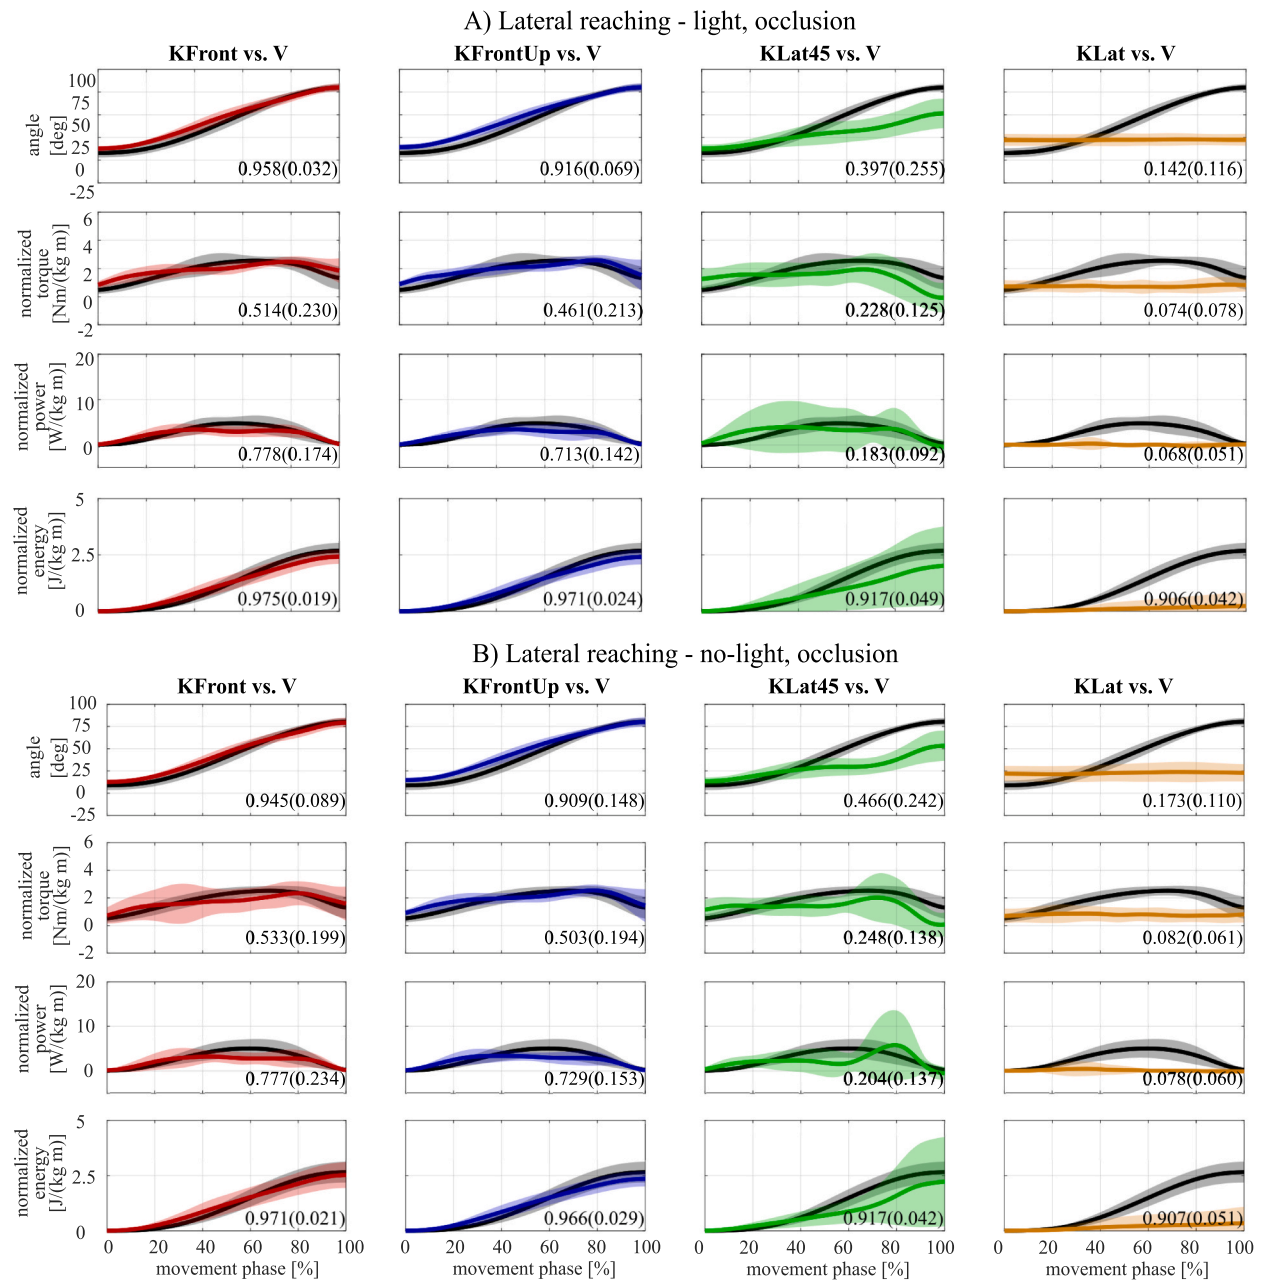 A) Lateral reaching - light, occlusion
KFront vs. V
KFrontUp vs. V
KLat45 vs. V
KLat vs. V
angle
[deg]
100
75
50
25
0
-25
0.958(0.032)
0.916(0.069)
0.397(0.255)
0.142(0.116)
normalized
torque
[Nm/(kg m)]
6
4
2
0
-2
0.514(0.230)
0.461(0.213)
0.228(0.125)
0.074(0.078)
normalized
power
[W/(kg m)]
20
10
0
0.778(0.174)
0.713(0.142)
0.183(0.092)
0.068(0.051)
normalized
energy
[J/(kg m)]
5
2.5
0
0.975(0.019)
0.971(0.024)
0.917(0.049)
0.906(0.042)
B) Lateral reaching - no-light, occlusion
KFront vs. V
KFrontUp vs. V
KLat45 vs. V
KLat vs. V
angle
[deg]
100
75
50
25
0
-25
0.945(0.089)
0.909(0.148)
0.466(0.242)
0.173(0.110)
normalized
torque
[Nm/(kg m)]
6
4
2
0
-2
0.533(0.199)
0.503(0.194)
0.248(0.138)
0.082(0.061)
normalized
power
[W/(kg m)]
20
10
0
0.777(0.234)
0.729(0.153)
0.204(0.137)
0.078(0.060)
normalized
energy
[J/(kg m)]
5
2.5
0
0.971(0.021)
0.966(0.029)
0.917(0.042)
0.907(0.051)
0 20 40 60 80 100
0 20 40 60 80 100
0 20 40 60 80 100
0 20 40 60 80 100
movement phase [%]
movement phase [%]
movement phase [%]
movement phase [%]